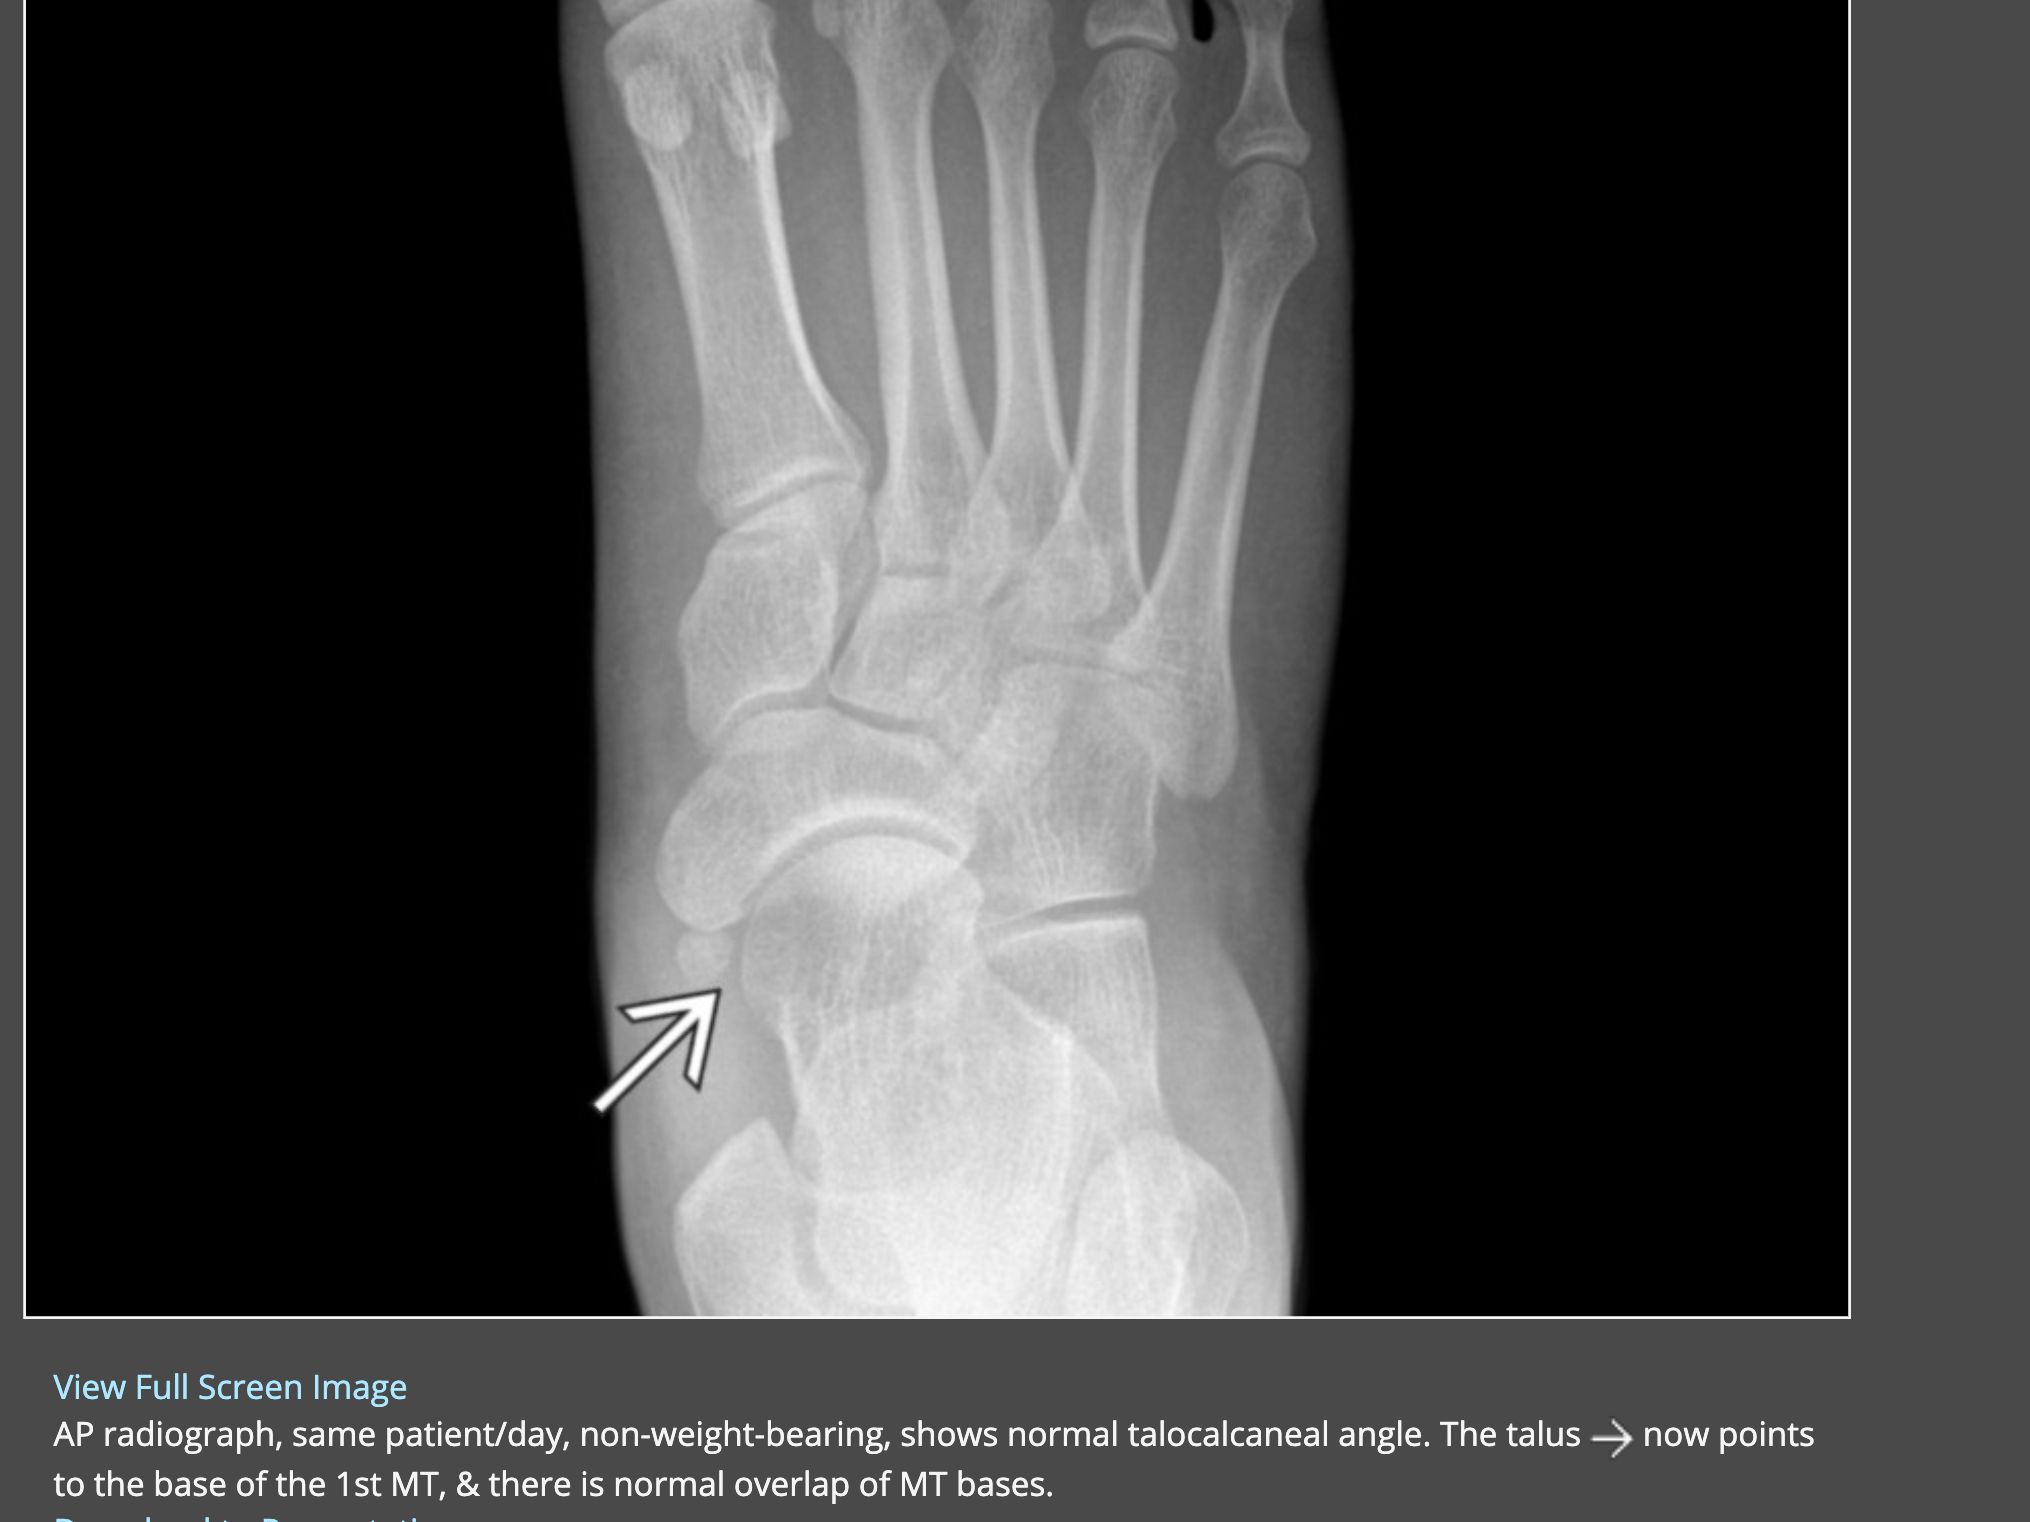 View Full Screen Image
AP radiograph, same patient/day, non-weight-bearing, shows normal talocalcaneal angle. The talus → now points
to the base of the 1st MT, & there is normal overlap of MT bases.